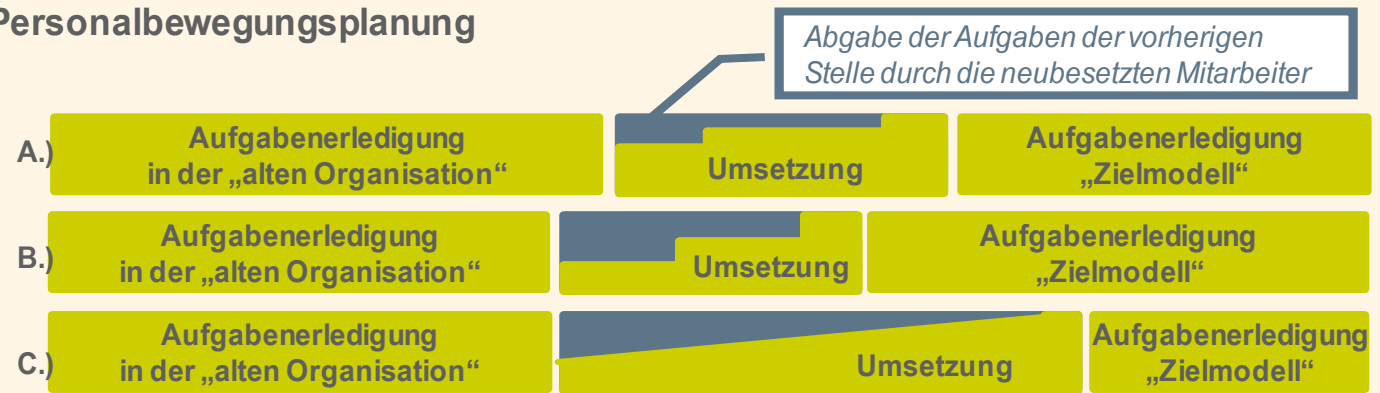 Personalbewegungsplanung
Abgabe der Aufgaben der vorherigen
Stelle durch die neubesetzten Mitarbeiter
A.)
Aufgabenerledigung
in der „alten Organisation“
Umsetzung
Aufgabenerledigung
„Zielmodell“
B.)
Aufgabenerledigung
in der „alten Organisation“
Umsetzung
Aufgabenerledigung
„Zielmodell“
C.)
Aufgabenerledigung
in der „alten Organisation“
Umsetzung
Aufgabenerledigung
„Zielmodell“